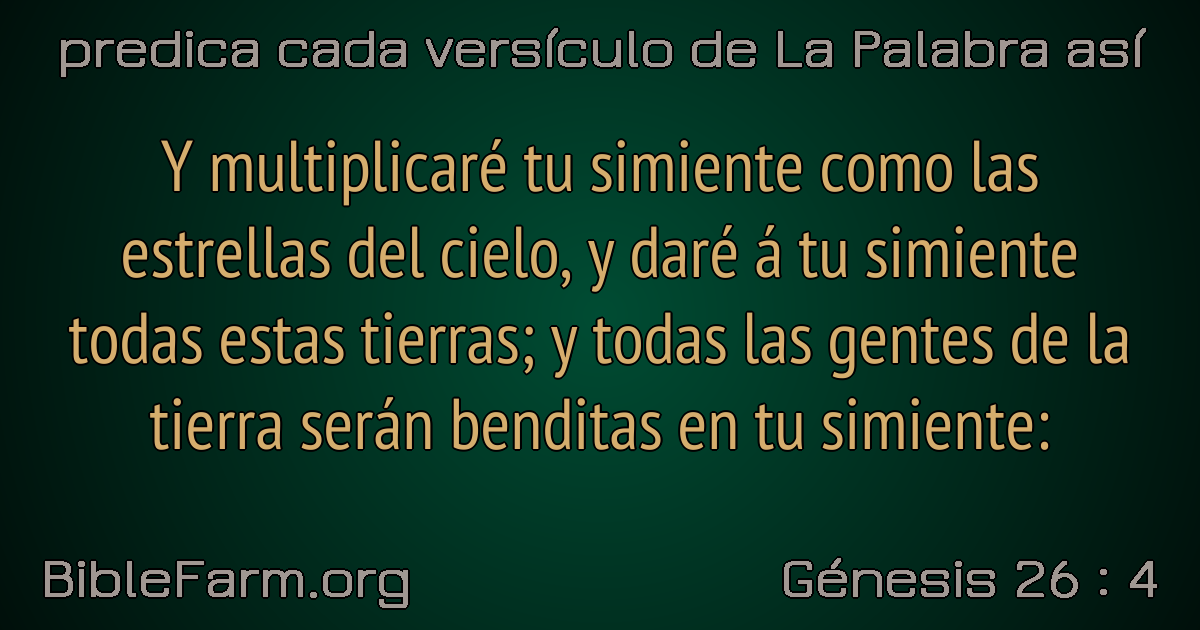 predica cada versículo de La Palabra así
Y multiplicaré tu simiente como las
estrellas del cielo, y daré á tu simiente
todas estas tierras; y todas las gentes de la
tierra serán benditas en tu simiente:
BibleFarm.org
Génesis 26 : 4